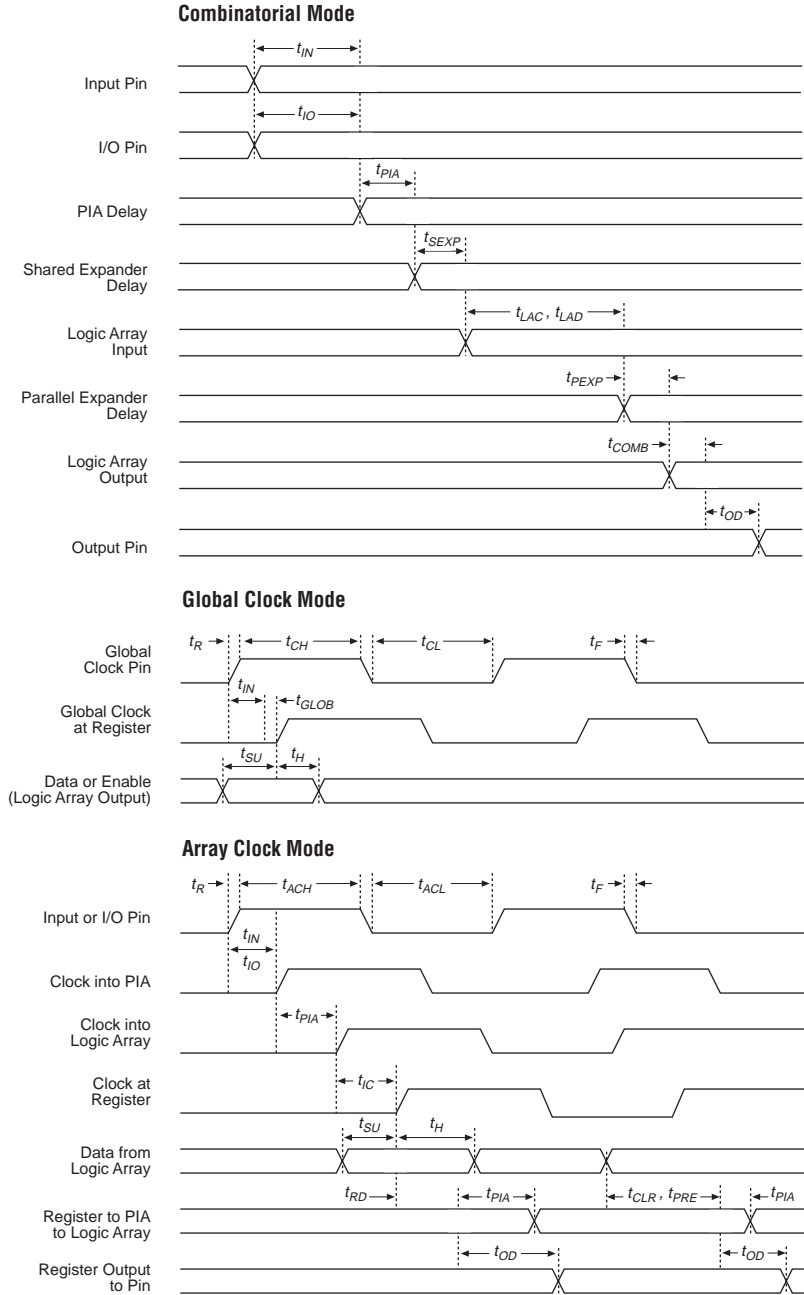 Combinatorial Mode
tIN
Input Pin
tIO
I/O Pin
tPIA
PIA Delay
tSEXP
Shared Expander
Delay
tLAC , tLAD
Logic Array
Input
tPEXP
Parallel Expander
Delay
tCOMB
Logic Array
Output
tOD
Output Pin
Global Clock Mode
tR tCH tCL tF
Global
Clock Pin
tIN
tGLOB
Global Clock
at Register
tSU tH
Data or Enable
(Logic Array Output)
Array Clock Mode
tR tACH tACL tF
Input or I/O Pin
tIN
tIO
Clock into PIA
tPIA
Clock into
Logic Array
tIC
Clock at
Register
tSU tH
Data from
Logic Array
tRD tPIA tCLR , tPRE tPIA
Register to PIA
to Logic Array
tOD tOD
Register Output
to Pin